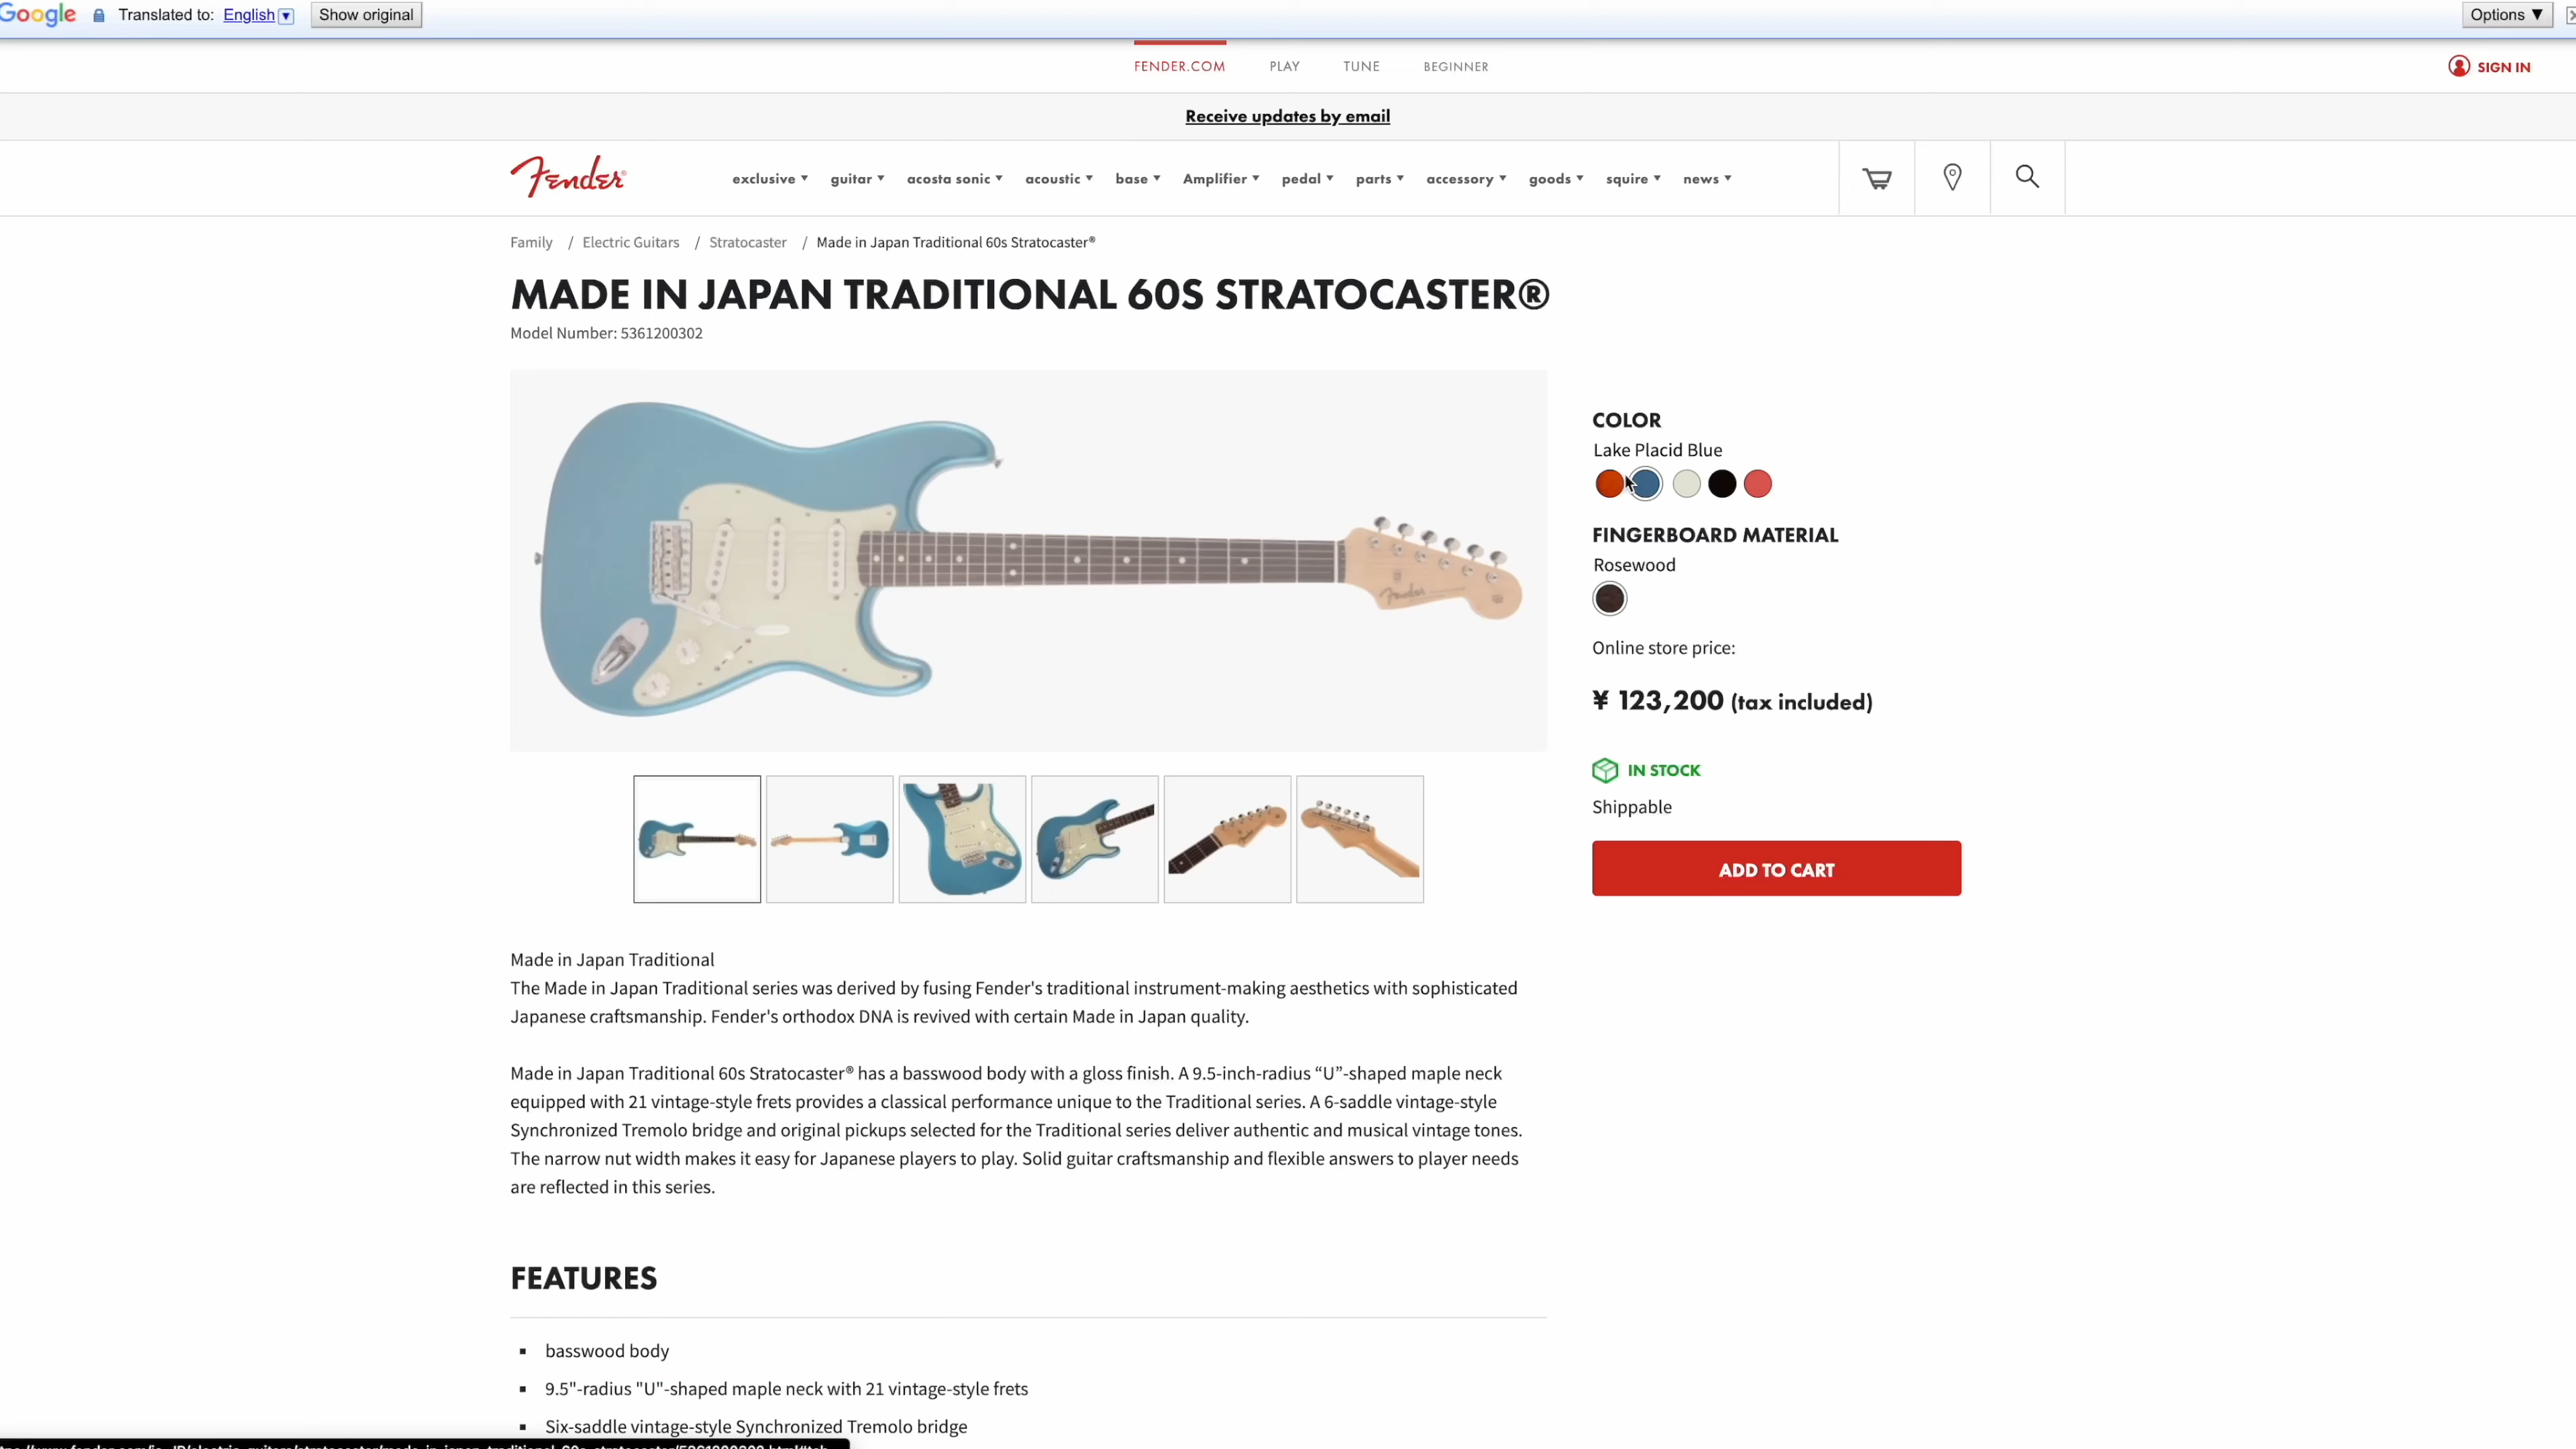 Google Translated to: English ▼ Show original Options ▼
FENDER.COM PLAY TUNE BEGINNER SIGN IN
Receive updates by email
Fender® exclusive ▼ guitar ▼ acosta sonic ▼ acoustic ▼ base ▼ Amplifier ▼ pedal ▼ parts ▼ accessory ▼ goods ▼ squire ▼ news ▼
Family / Electric Guitars / Stratocaster / Made in Japan Traditional 60s Stratocaster®
MADE IN JAPAN TRADITIONAL 60S STRATOCASTER®
Model Number: 5361200302
COLOR
Lake Placid Blue
FINGERBOARD MATERIAL
Rosewood
Fender
Online store price:
¥ 123,200 (tax included)
IN STOCK
Shippable
ADD TO CART
Made in Japan Traditional
The Made in Japan Traditional series was derived by fusing Fender's traditional instrument-making aesthetics with sophisticated
Japanese craftsmanship. Fender's orthodox DNA is revived with certain Made in Japan quality.
Made in Japan Traditional 60s Stratocaster® has a basswood body with a gloss finish. A 9.5-inch-radius “U”-shaped maple neck
equipped with 21 vintage-style frets provides a classical performance unique to the Traditional series. A 6-saddle vintage-style
Synchronized Tremolo bridge and original pickups selected for the Traditional series deliver authentic and musical vintage tones.
The narrow nut width makes it easy for Japanese players to play. Solid guitar craftsmanship and flexible answers to player needs
are reflected in this series.
FEATURES
▪ basswood body
▪ 9.5"-radius "U"-shaped maple neck with 21 vintage-style frets
▪ Six-saddle vintage-style Synchronized Tremolo bridge